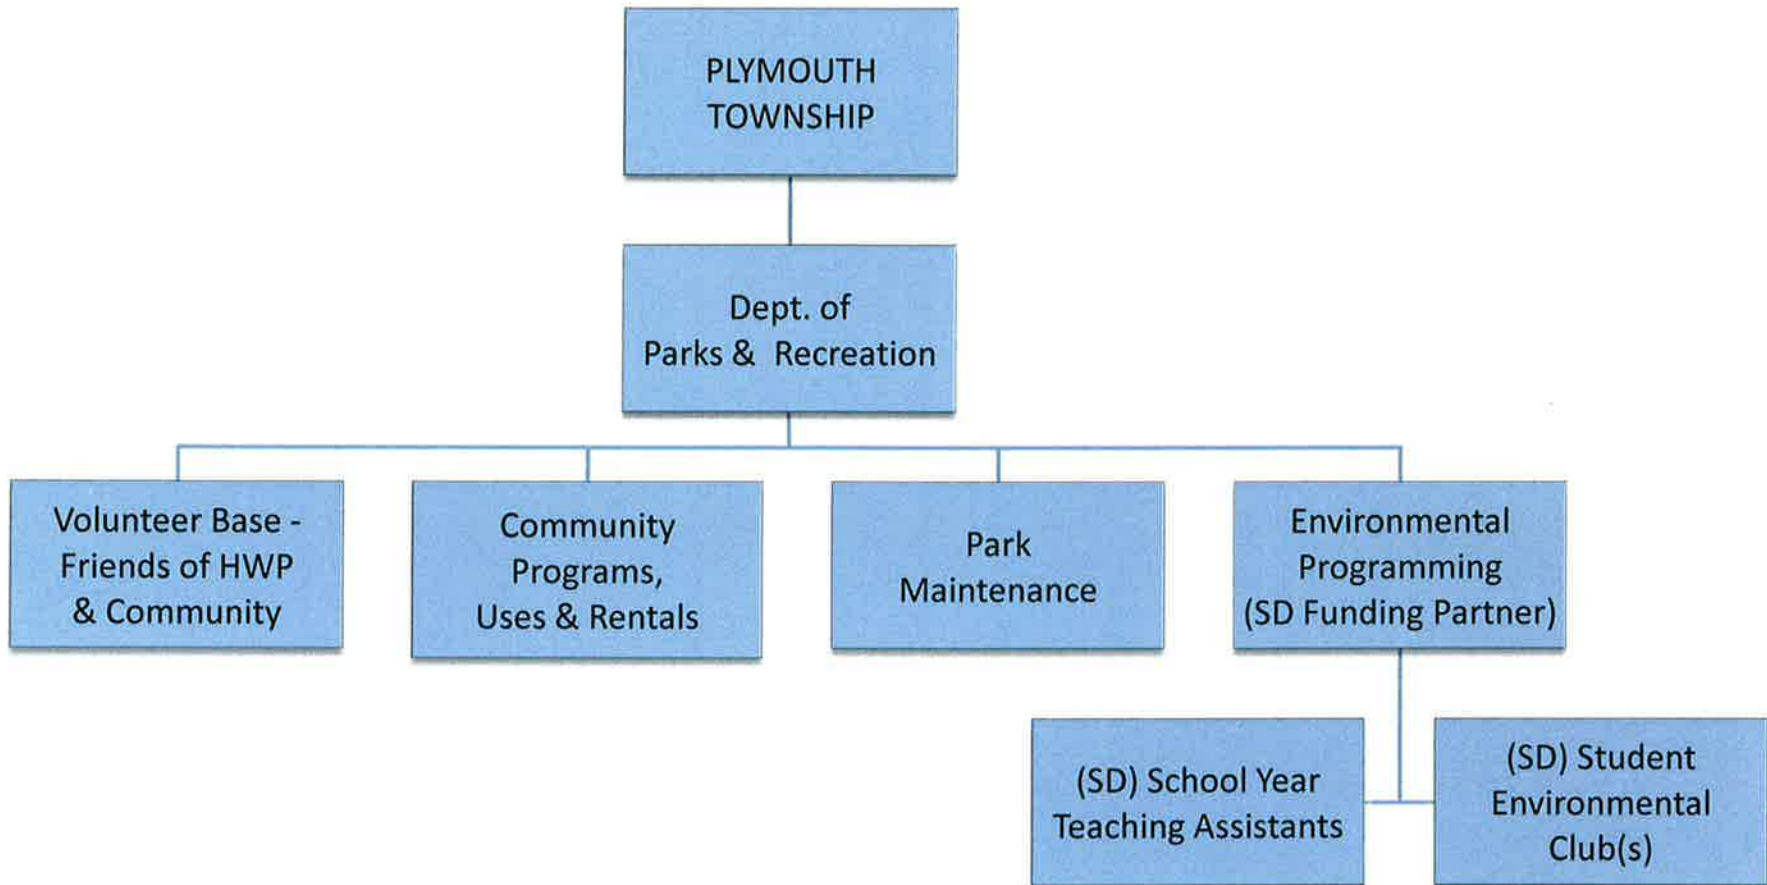 PLYMOUTH
TOWNSHIP
Dept. of
Parks & Recreation
Volunteer Base -
Friends of HWP
& Community
Community
Programs,
Uses & Rentals
Park
Maintenance
Environmental
Programming
(SD Funding Partner)
(SD) School Year
Teaching Assistants
(SD) Student
Environmental
Club(s)